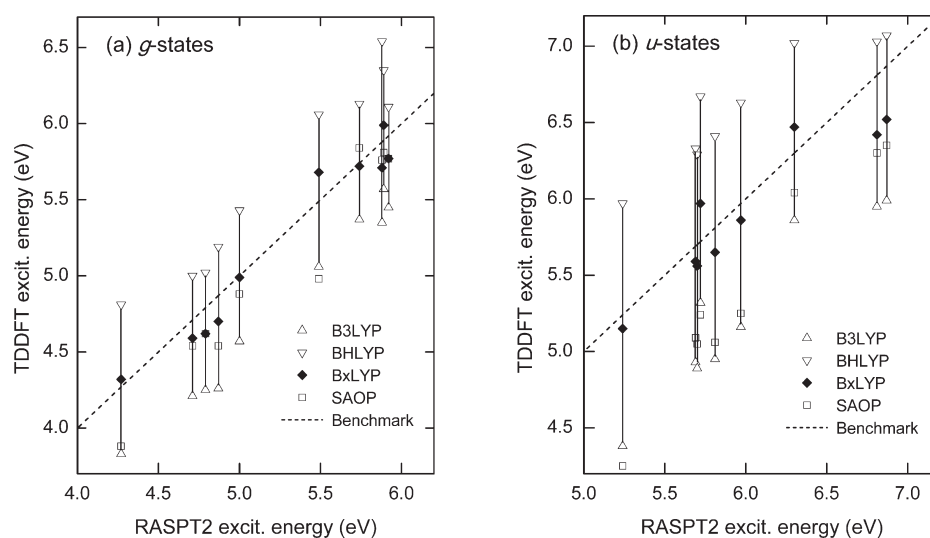 (a) g-states
6.5
6.0
5.5
5.0
4.5
4.0
TDDFT excit. energy (eV)
B3LYP
BHLYP
BxLYP
SAOP
Benchmark
4.0 4.5 5.0 5.5 6.0
RASPT2 excit. energy (eV)
(b) u-states
7.0
6.5
6.0
5.5
5.0
4.5
TDDFT excit. energy (eV)
B3LYP
BHLYP
BxLYP
SAOP
Benchmark
5.0 5.5 6.0 6.5 7.0
RASPT2 excit. energy (eV)